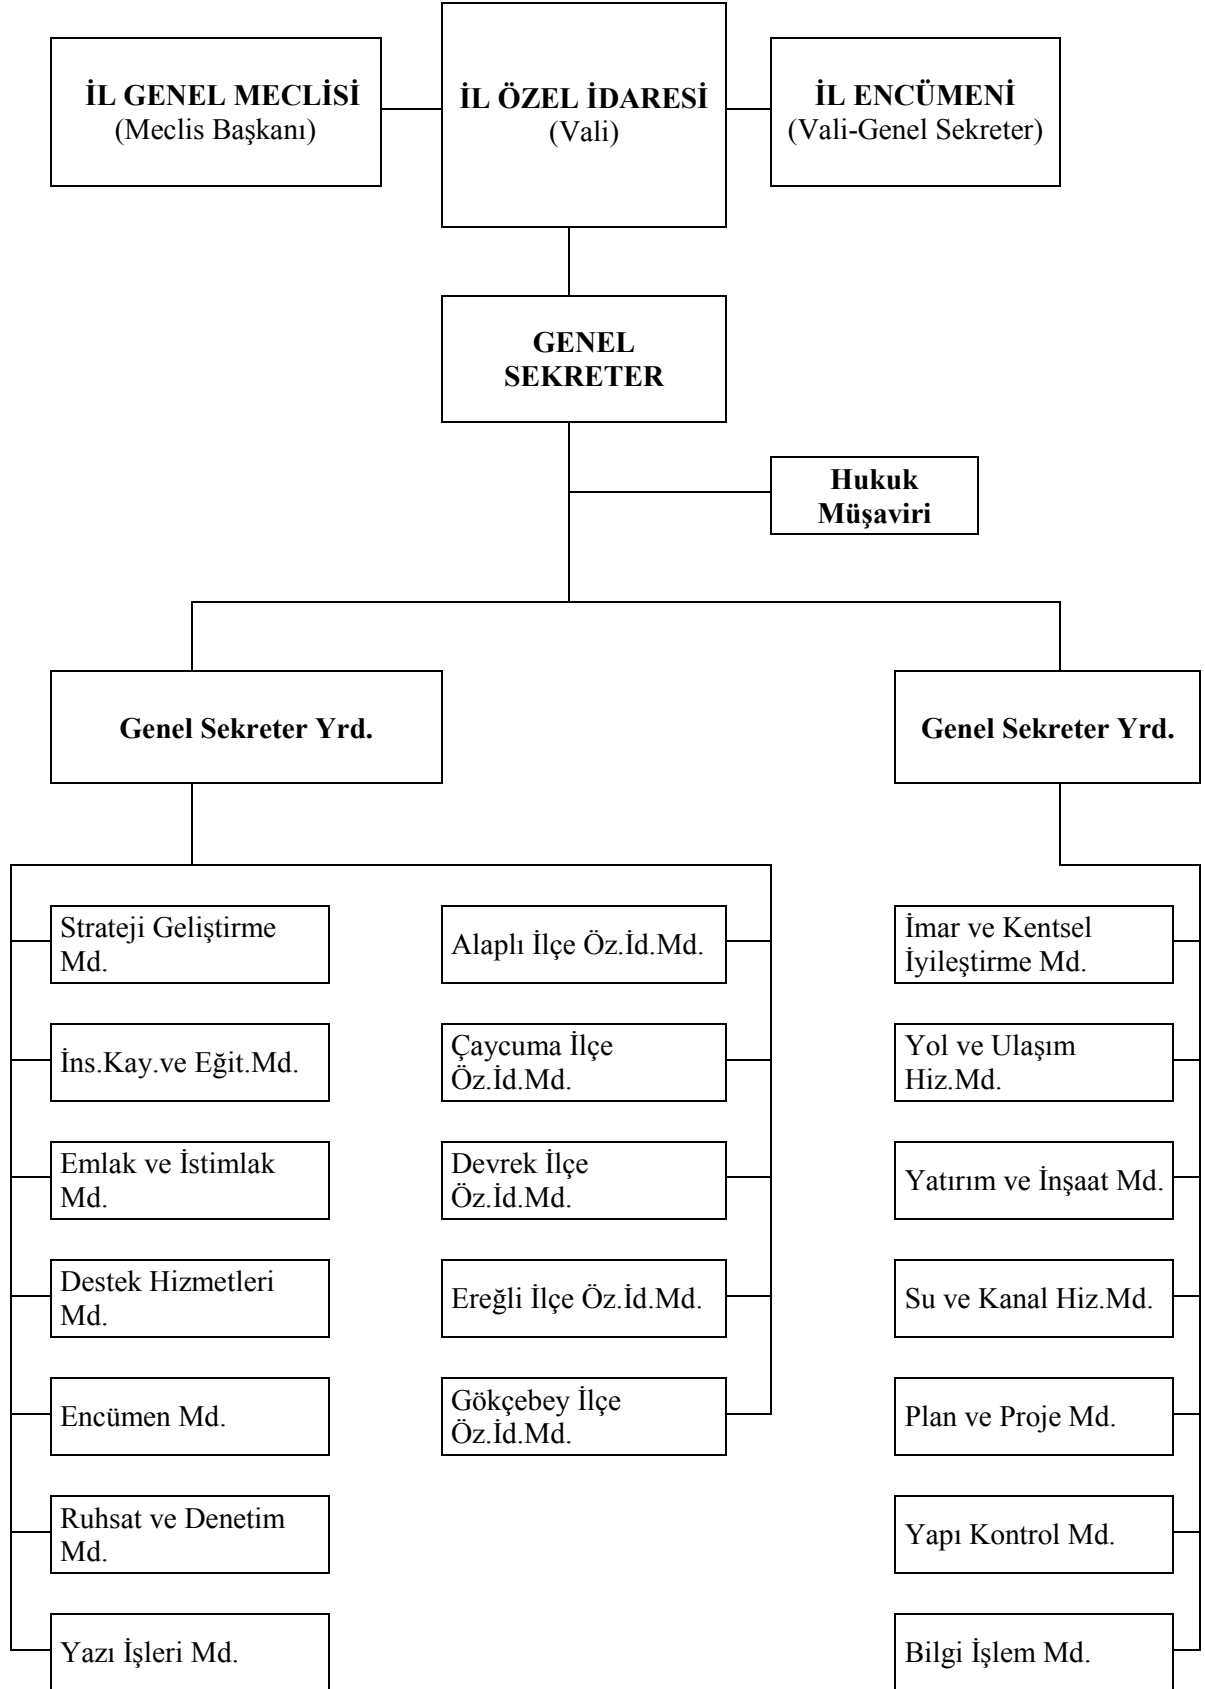 İL GENEL MECLİSİ
(Meclis Başkanı)
İL ÖZEL İDARESİ
(Vali)
İL ENCÜMENİ
(Vali-Genel Sekreter)
GENEL
SEKRETER
Hukuk
Müşaviri
Genel Sekreter Yrd.
Genel Sekreter Yrd.
Strateji Geliştirme
Md.
İns.Kay.ve Eğit.Md.
Emlak ve İstimlak
Md.
Destek Hizmetleri
Md.
Encümen Md.
Ruhsat ve Denetim
Md.
Yazı İşleri Md.
Alaplı İlçe Öz.İd.Md.
Çaycuma İlçe
Öz.İd.Md.
Devrek İlçe
Öz.İd.Md.
Ereğli İlçe Öz.İd.Md.
Gökçebey İlçe
Öz.İd.Md.
İmar ve Kentsel
İyileştirme Md.
Yol ve Ulaşım
Hiz.Md.
Yatırım ve İnşaat Md.
Su ve Kanal Hiz.Md.
Plan ve Proje Md.
Yapı Kontrol Md.
Bilgi İşlem Md.